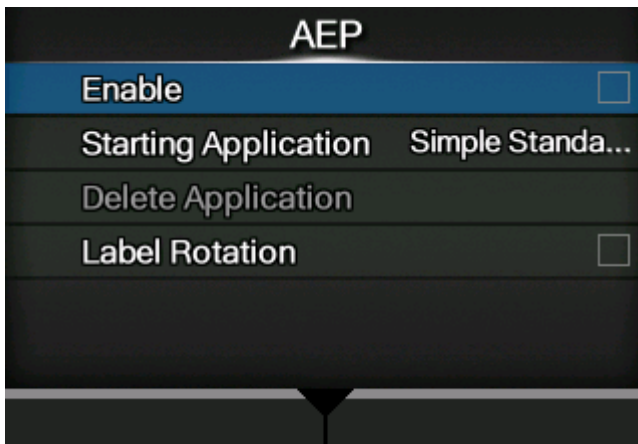 AEP
Enable
Starting Application Simple Standa...
Delete Application
Label Rotation